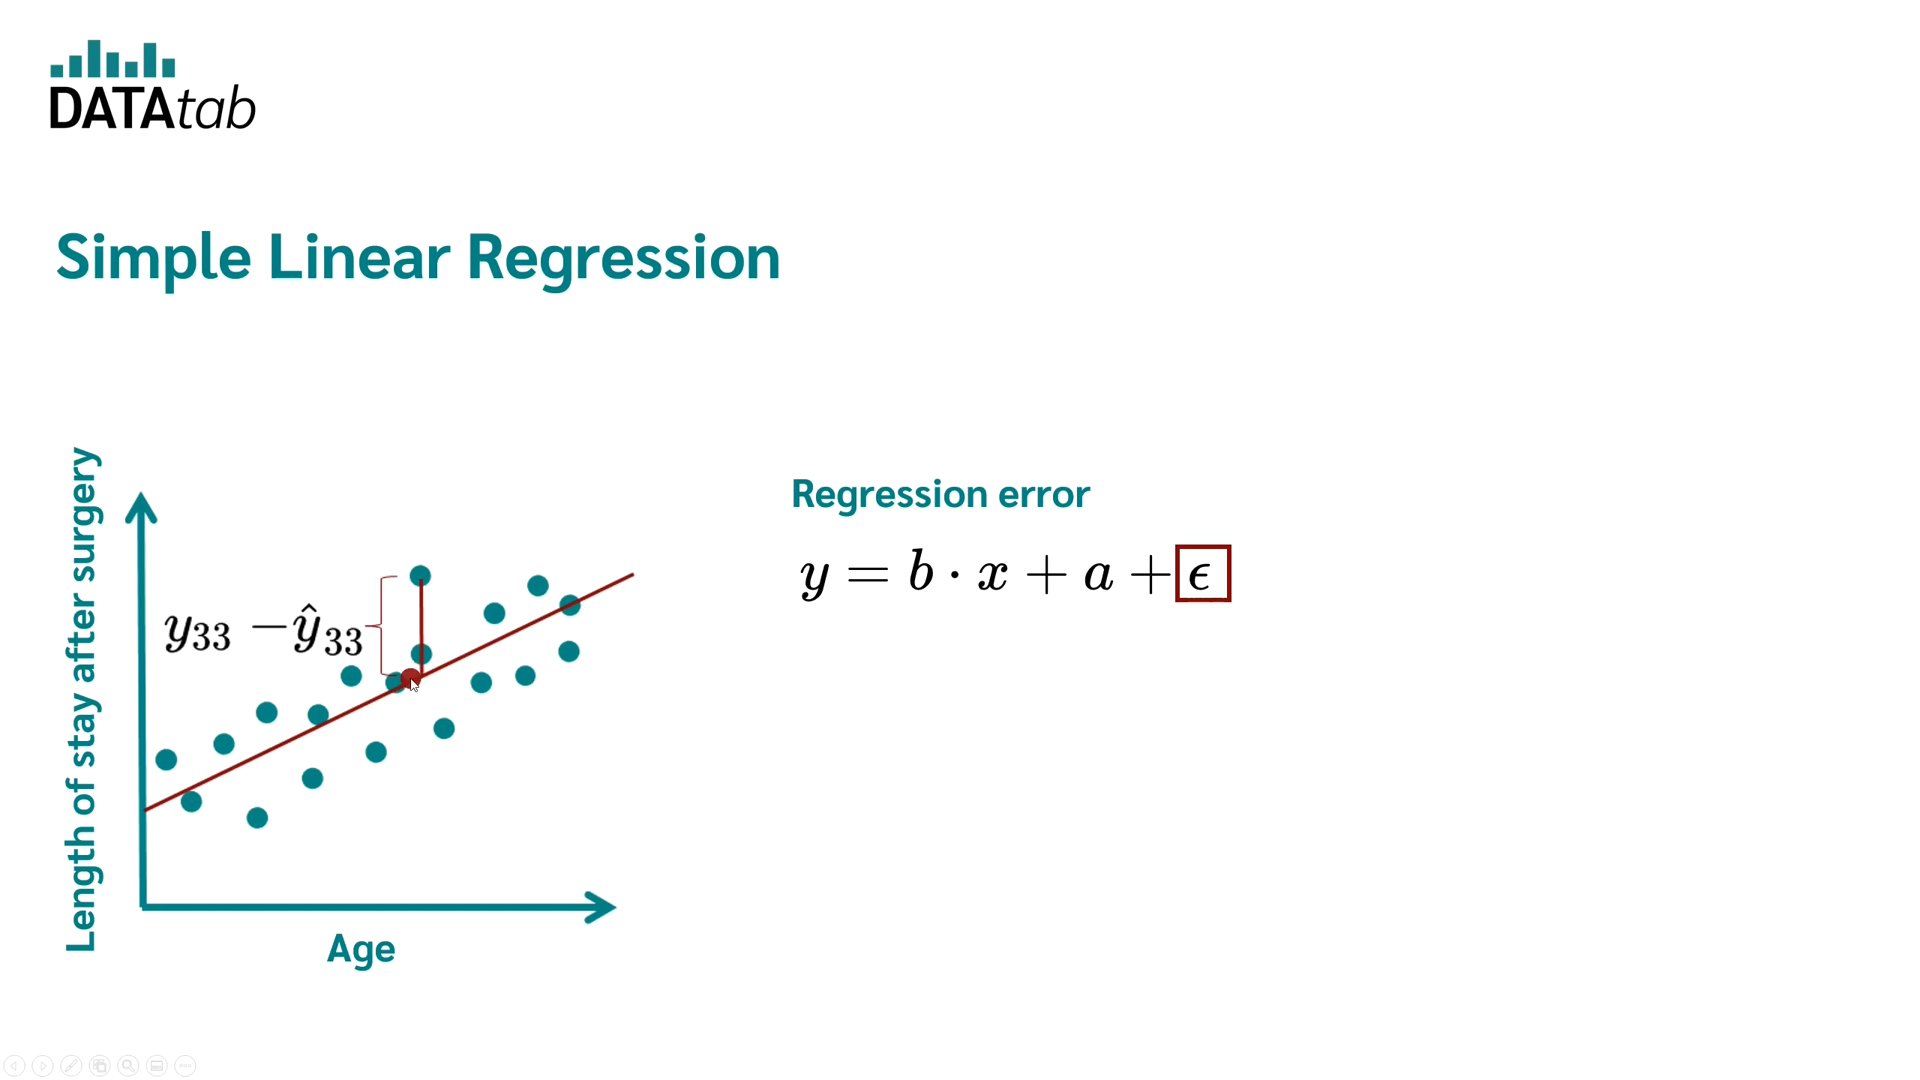 DATAtab
Simple Linear Regression
Length of stay after surgery
y₃₃ − ŷ₃₃
Age
Regression error
y = b · x + a + ϵ